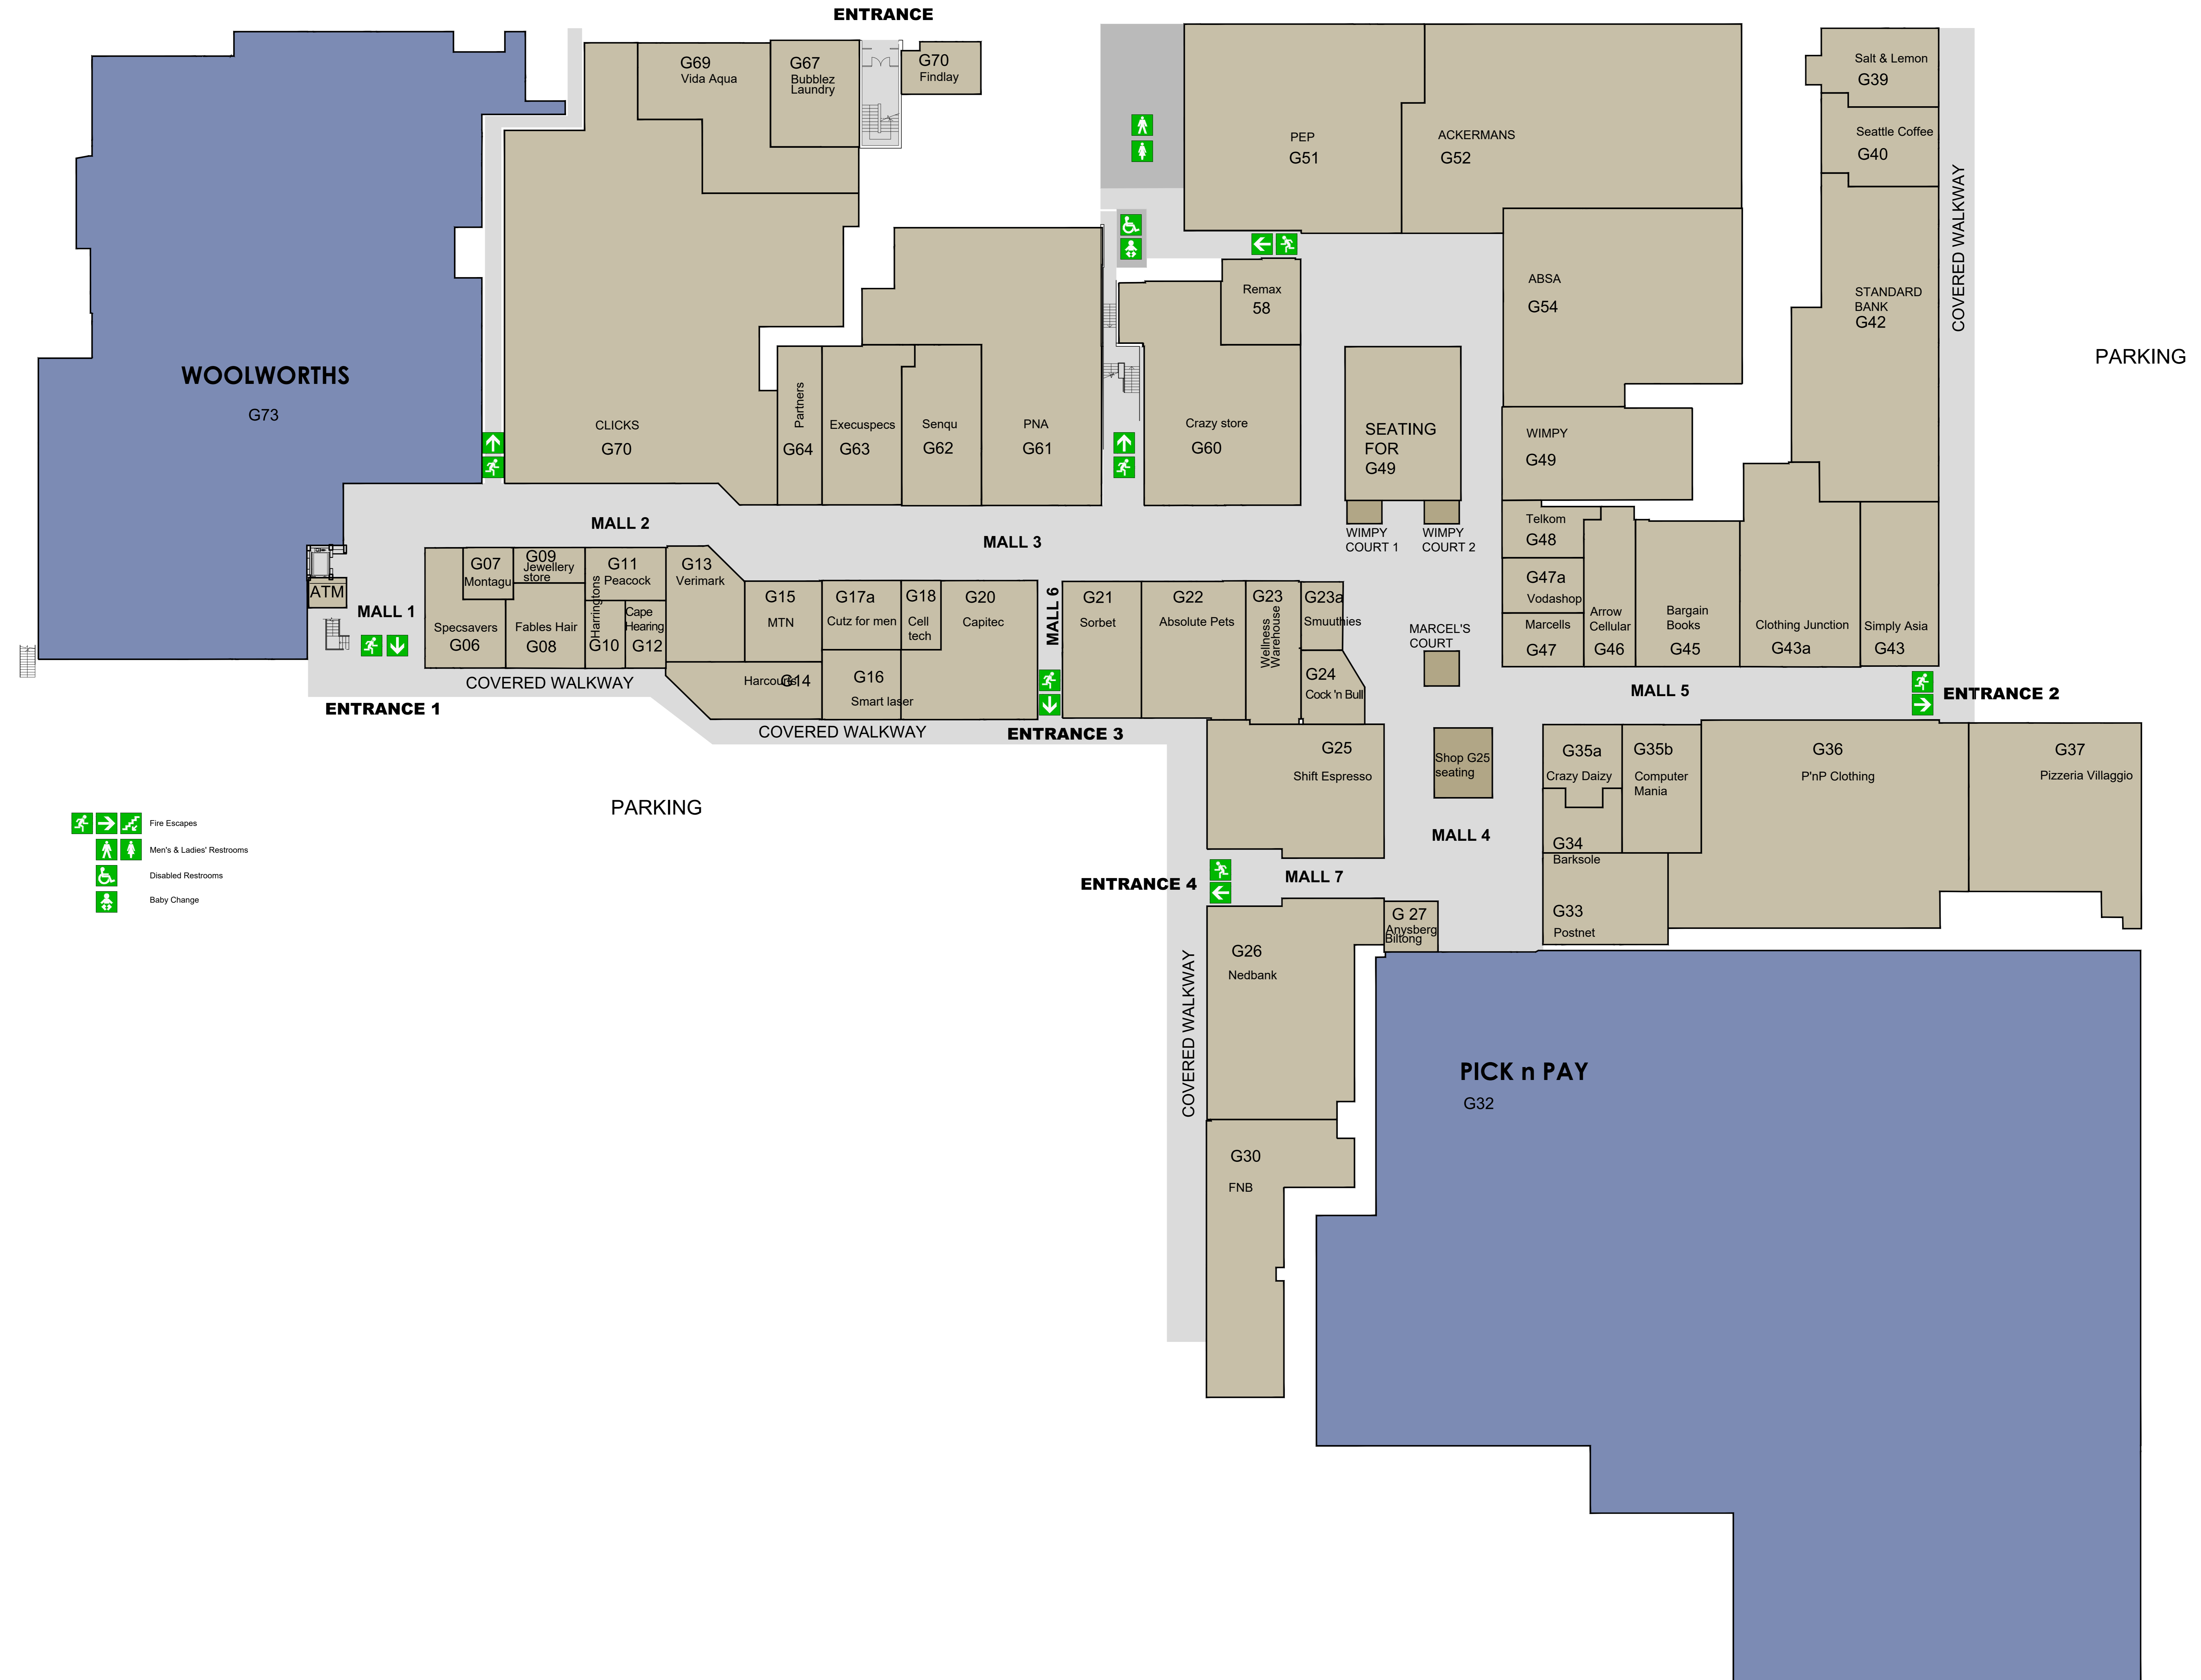 ENTRANCE
G69
Vida Aqua
G67
Bubblez
Laundry
G70
Findlay
PEP
G51
ACKERMANS
G52
Salt & Lemon
G39
Seattle Coffee
G40
COVERED WALKWAY
STANDARD
BANK
G42
PARKING
ABSA
G54
Remax
58
WOOLWORTHS
G73
CLICKS
G70
Partners
G64
Execuspecs
G63
Senqu
G62
PNA
G61
Crazy store
G60
SEATING
FOR
G49
WIMPY
G49
WIMPY
COURT 1
WIMPY
COURT 2
MALL 2
MALL 3
Telkom
G48
G47a
Vodashop
Marcells
G47
Arrow
Cellular
G46
Bargain
Books
G45
Clothing Junction
G43a
Simply Asia
G43
ATM
MALL 1
G07
Montagu
G09
Jewellery
store
G11
Peacock
G13
Verimark
Specsavers
G06
Fables Hair
G08
Harringtons
G10
Cape
Hearing
G12
G15
MTN
G17a
Cutz for men
G18
Cell
tech
G20
Capitec
MALL 6
G21
Sorbet
G22
Absolute Pets
G23
Wellness
Warehouse
G23a
Smuuthies
G24
Cock 'n Bull
MARCEL'S
COURT
Harcourts
G14
G16
Smart laser
COVERED WALKWAY
ENTRANCE 1
COVERED WALKWAY
ENTRANCE 3
MALL 5
ENTRANCE 2
G25
Shift Espresso
Shop G25
seating
G35a
Crazy Daizy
G35b
Computer
Mania
G36
P'nP Clothing
G37
Pizzeria Villaggio
PARKING
MALL 4
G34
Barksole
G33
Postnet
Fire Escapes
Men's & Ladies' Restrooms
Disabled Restrooms
Baby Change
ENTRANCE 4
MALL 7
G 27
Anysberg
Biltong
G26
Nedbank
COVERED WALKWAY
PICK n PAY
G32
G30
FNB